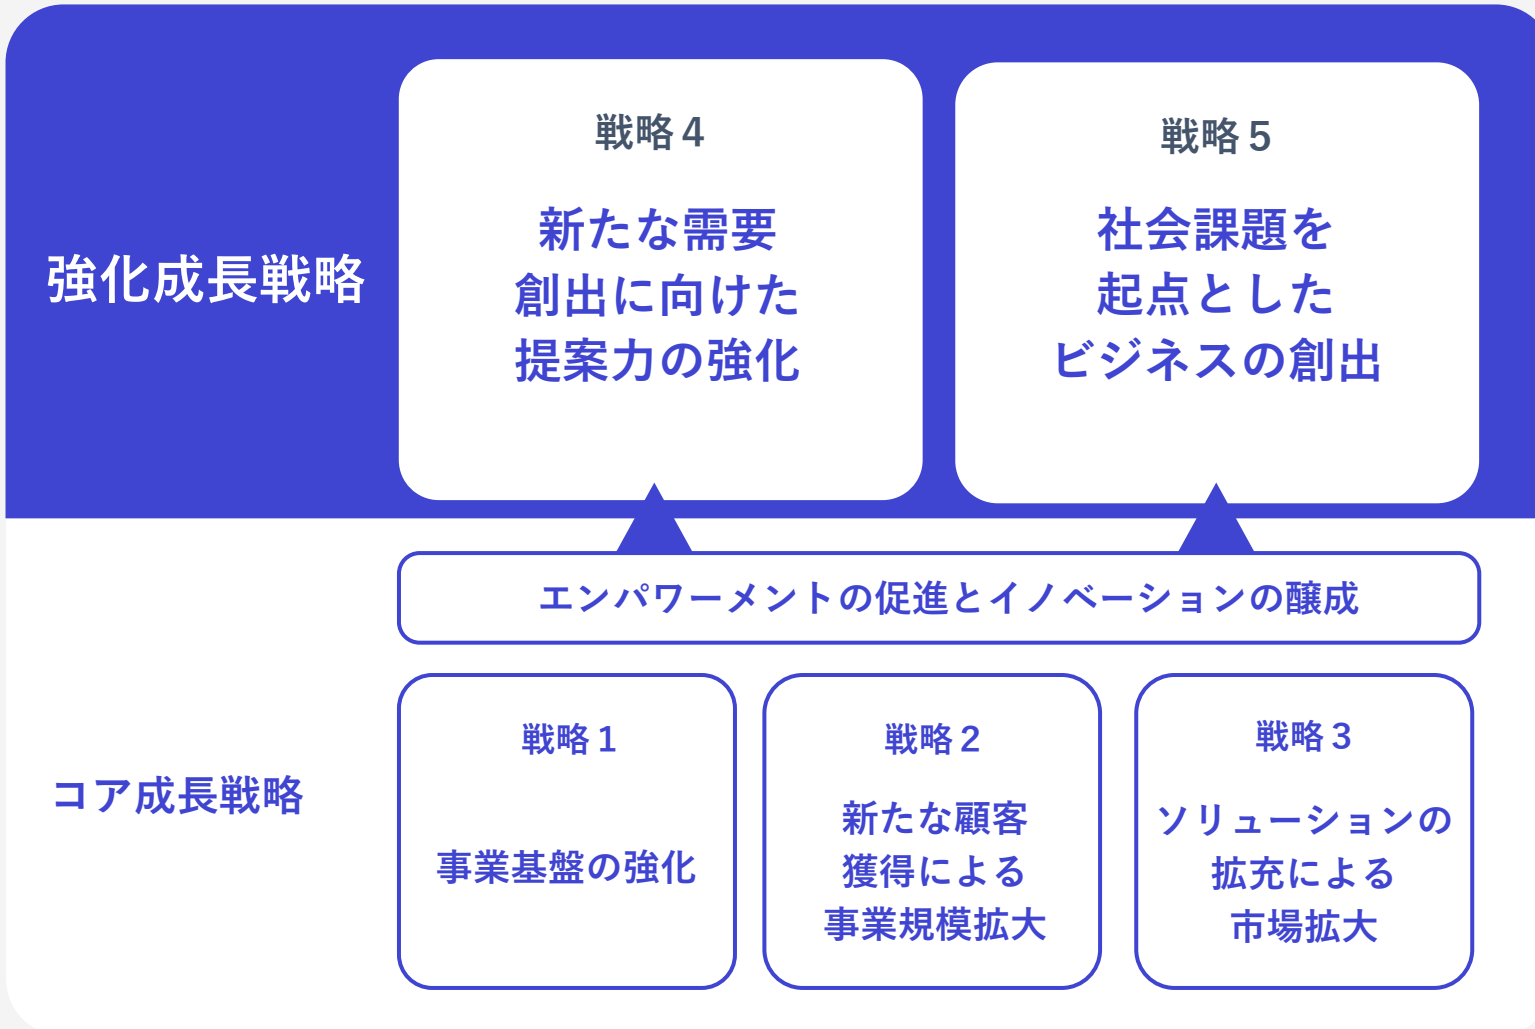 強化成長戦略
戦略４
新たな需要
創出に向けた
提案力の強化
戦略５
社会課題を
起点とした
ビジネスの創出
エンパワーメントの促進とイノベーションの醸成
コア成長戦略
戦略１
事業基盤の強化
戦略２
新たな顧客
獲得による
事業規模拡大
戦略３
ソリューションの
拡充による
市場拡大